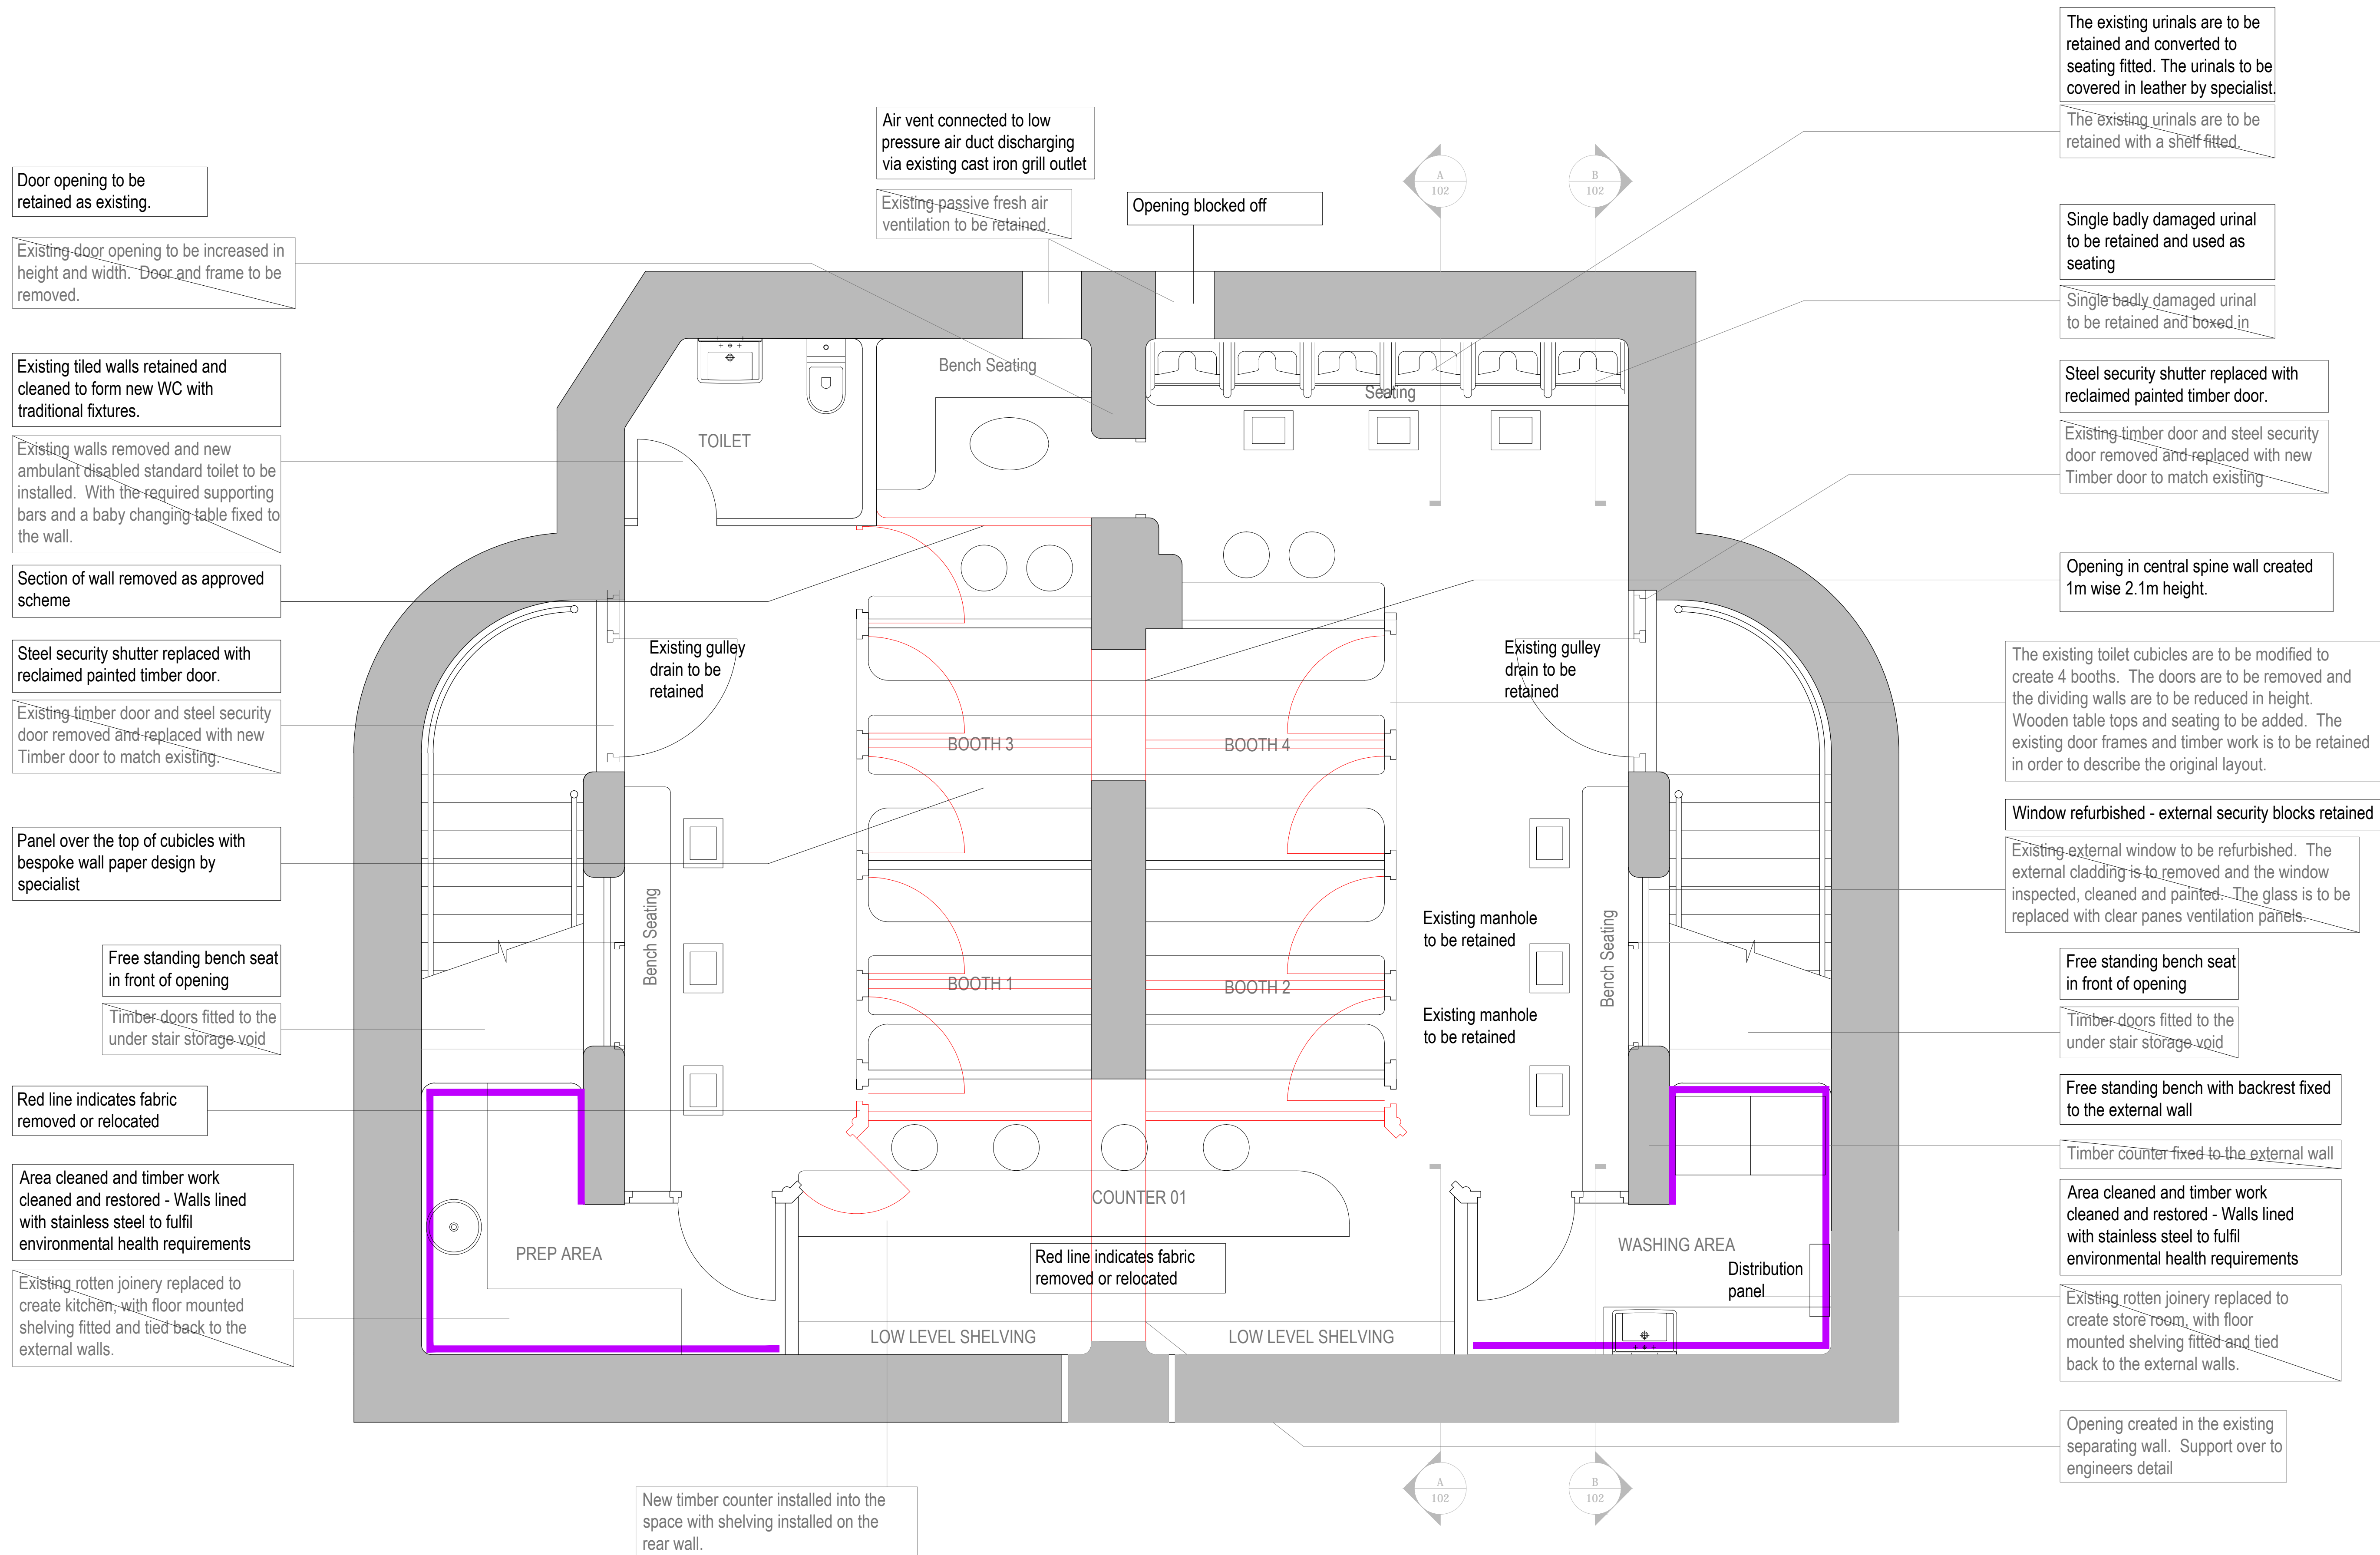 The existing urinals are to be
retained and converted to
seating fitted. The urinals to be
covered in leather by specialist.
The existing urinals are to be
retained with a shelf fitted.
Air vent connected to low
pressure air duct discharging
via existing cast iron grill outlet
Existing passive fresh air
ventilation to be retained.
Opening blocked off
A
102
B
102
Door opening to be
retained as existing.
Existing door opening to be increased in
height and width. Door and frame to be
removed.
Single badly damaged urinal
to be retained and used as
seating
Single badly damaged urinal
to be retained and boxed in
Existing tiled walls retained and
cleaned to form new WC with
traditional fixtures.
Existing walls removed and new
ambulant disabled standard toilet to be
installed. With the required supporting
bars and a baby changing table fixed to
the wall.
Steel security shutter replaced with
reclaimed painted timber door.
Existing timber door and steel security
door removed and replaced with new
Timber door to match existing
Bench Seating
Seating
TOILET
Section of wall removed as approved
scheme
Opening in central spine wall created
1m wise 2.1m height.
Steel security shutter replaced with
reclaimed painted timber door.
Existing timber door and steel security
door removed and replaced with new
Timber door to match existing.
Existing gulley
drain to be
retained
Existing gulley
drain to be
retained
The existing toilet cubicles are to be modified to
create 4 booths. The doors are to be removed and
the dividing walls are to be reduced in height.
Wooden table tops and seating to be added. The
existing door frames and timber work is to be retained
in order to describe the original layout.
BOOTH 3
BOOTH 4
Window refurbished - external security blocks retained
Existing external window to be refurbished. The
external cladding is to removed and the window
inspected, cleaned and painted. The glass is to be
replaced with clear panes ventilation panels.
Panel over the top of cubicles with
bespoke wall paper design by
specialist
Bench Seating
Existing manhole
to be retained
Bench Seating
Free standing bench seat
in front of opening
Timber doors fitted to the
under stair storage void
BOOTH 1
BOOTH 2
Existing manhole
to be retained
Free standing bench seat
in front of opening
Timber doors fitted to the
under stair storage void
Red line indicates fabric
removed or relocated
Free standing bench with backrest fixed
to the external wall
Timber counter fixed to the external wall
Area cleaned and timber work
cleaned and restored - Walls lined
with stainless steel to fulfil
environmental health requirements
Existing rotten joinery replaced to
create kitchen, with floor mounted
shelving fitted and tied back to the
external walls.
PREP AREA
COUNTER 01
Red line indicates fabric
removed or relocated
WASHING AREA
Distribution
panel
Area cleaned and timber work
cleaned and restored - Walls lined
with stainless steel to fulfil
environmental health requirements
Existing rotten joinery replaced to
create store room, with floor
mounted shelving fitted and tied
back to the external walls.
LOW LEVEL SHELVING
LOW LEVEL SHELVING
Opening created in the existing
separating wall. Support over to
engineers detail
A
102
B
102
New timber counter installed into the
space with shelving installed on the
rear wall.